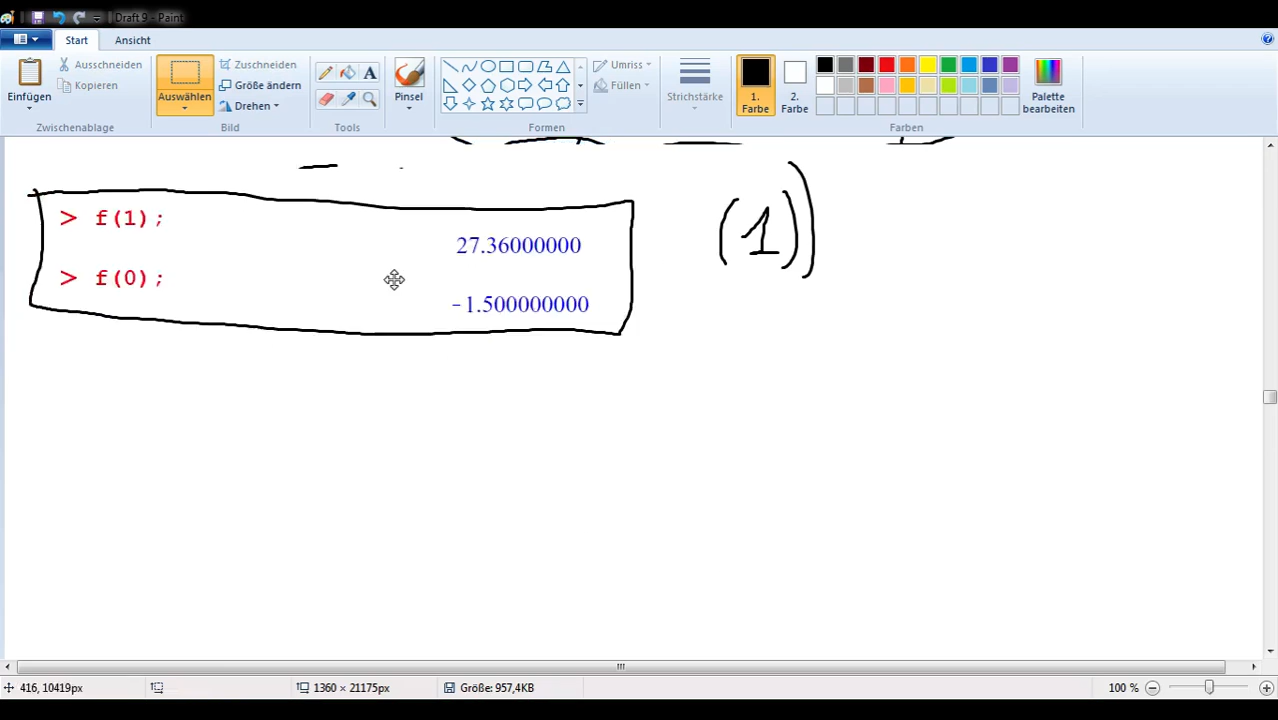 Draft 9 - Paint
Start Ansicht
Einfügen
Ausschneiden
Kopieren
Zwischenablage
Auswählen
Zuschneiden
Größe ändern
Drehen
Bild
Tools
Pinsel
Formen
Umriss
Füllen
Strichstärke
1. Farbe
2. Farbe
Palette bearbeiten
Farben
> f(1);
27.36000000
> f(0);
-1.500000000
(1))
416, 10419px
1360 × 21175px
Größe: 957,4KB
100 %